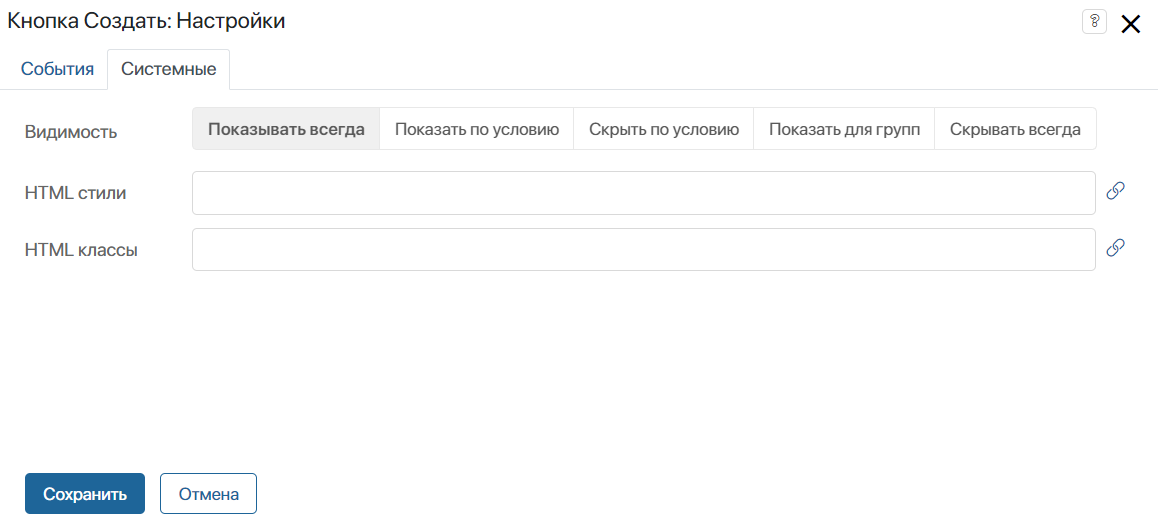 Кнопка Создать: Настройки
?
События Системные
Видимость Показывать всегда Показать по условию Скрыть по условию Показать для групп Скрывать всегда
HTML стили
HTML классы
Сохранить Отмена